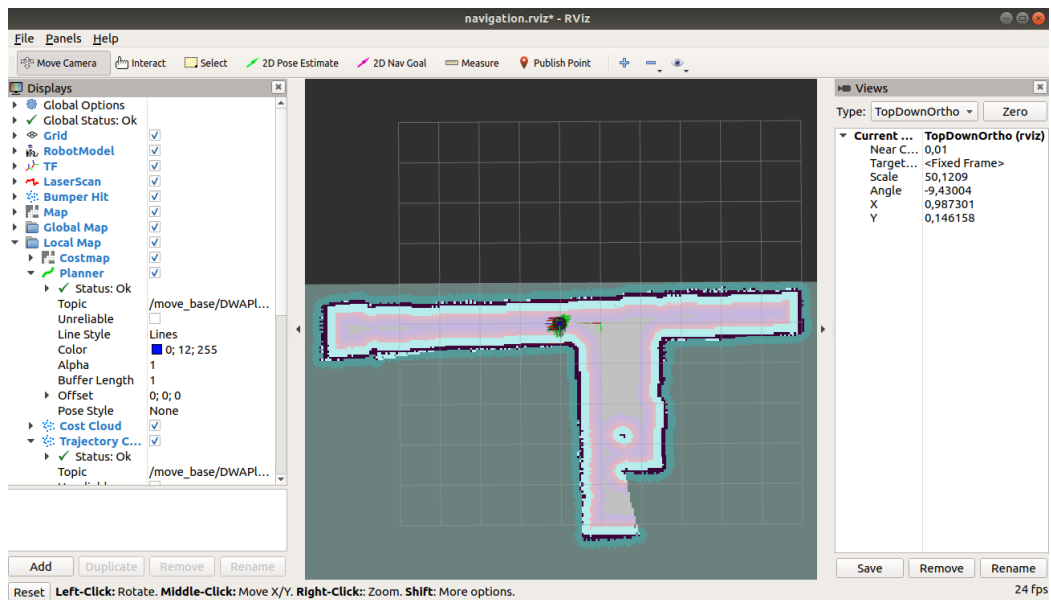 navigation.rviz* - RViz
File Panels Help
Move Camera Interact Select 2D Pose Estimate 2D Nav Goal Measure Publish Point
Displays
Global Options
Global Status: Ok
Grid
RobotModel
TF
LaserScan
Bumper Hit
Map
Global Map
Local Map
Costmap
Planner
Status: Ok
Topic /move_base/DWAPl...
Unreliable
Line Style Lines
Color 0; 12; 255
Alpha 1
Buffer Length 1
Offset 0; 0; 0
Pose Style None
Cost Cloud
Trajectory C...
Status: Ok
Topic /move_base/DWAPl...
Add Duplicate Remove Rename
Views
Type: TopDownOrtho Zero
Current ... TopDownOrtho (rviz)
Near C... 0,01
Target... <Fixed Frame>
Scale 50,1209
Angle -9,43004
X 0,987301
Y 0,146158
Save Remove Rename
Reset Left-Click: Rotate. Middle-Click: Move X/Y. Right-Click:: Zoom. Shift: More options. 24 fps